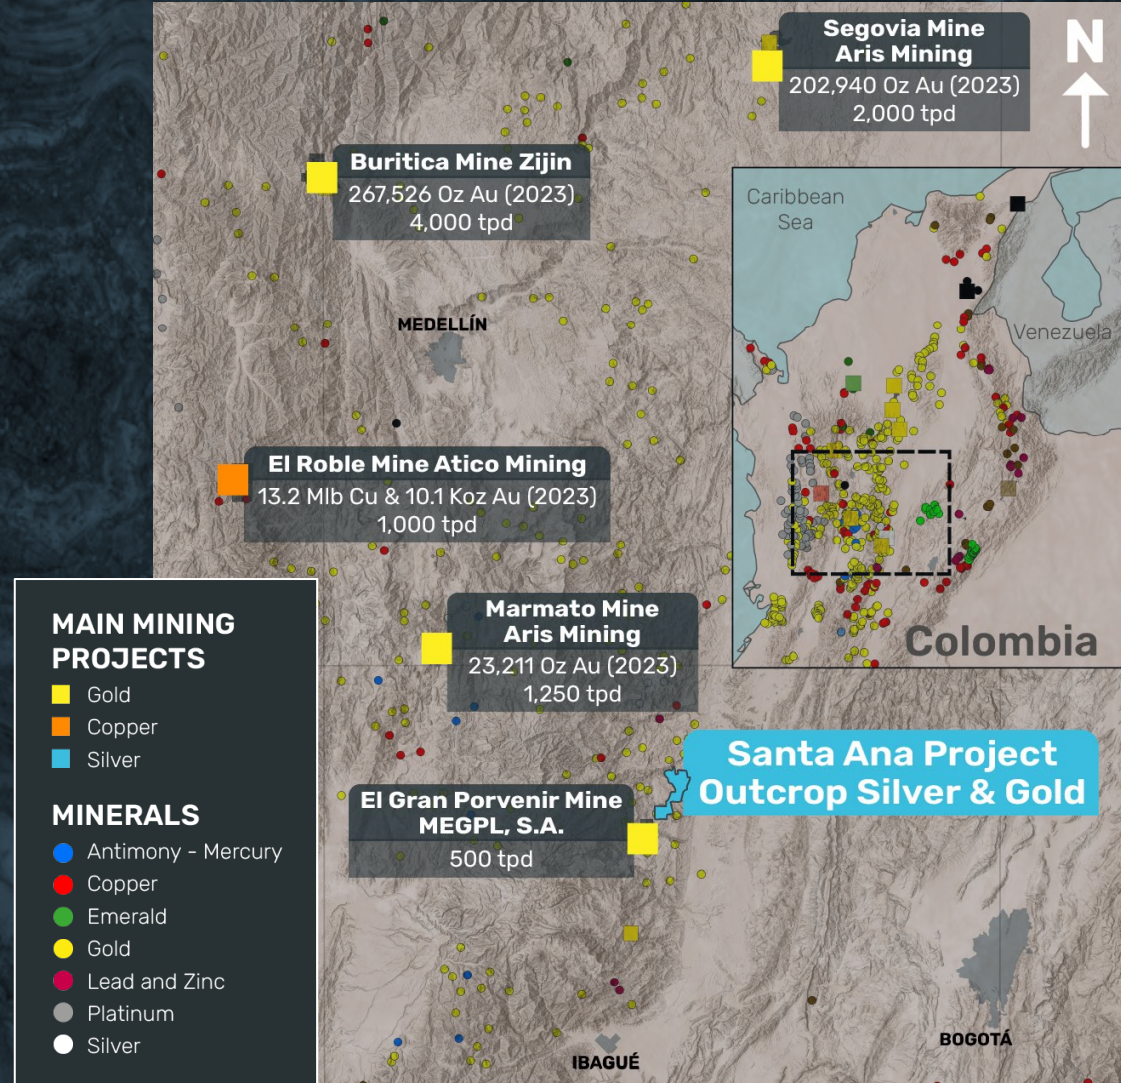 Segovia Mine
Aris Mining
202,940 Oz Au (2023)
2,000 tpd
N
Buritica Mine Zijin
267,526 Oz Au (2023)
4,000 tpd
Caribbean
Sea
Venezuela
Colombia
MEDELLÍN
El Roble Mine Atico Mining
13.2 Mlb Cu & 10.1 Koz Au (2023)
1,000 tpd
Marmato Mine
Aris Mining
23,211 Oz Au (2023)
1,250 tpd
Santa Ana Project
Outcrop Silver & Gold
El Gran Porvenir Mine
MEGPL, S.A.
500 tpd
BOGOTÁ
IBAGUÉ
MAIN MINING
PROJECTS
Gold
Copper
Silver
MINERALS
Antimony - Mercury
Copper
Emerald
Gold
Lead and Zinc
Platinum
Silver